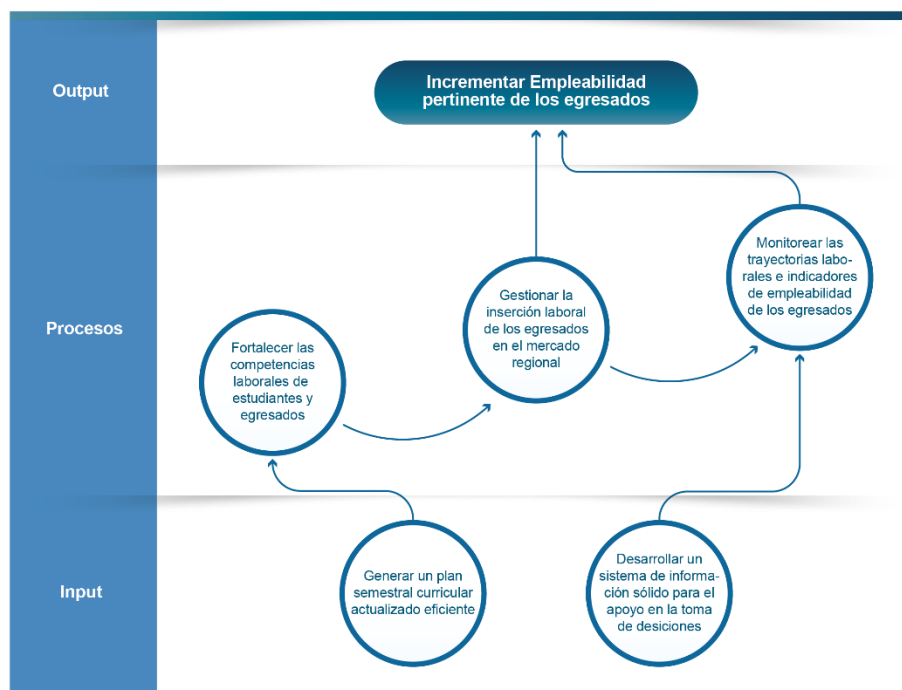 Output
Incrementar Empleabilidad
pertinente de los egresados
Procesos
Fortalecer las
competencias
laborales de
estudiantes y
egresados
Gestionar la
inserción laboral
de los egresados
en el mercado
regional
Monitorear las
trayectorias labo-
rales e indicadores
de empleabilidad
de los egresados
Input
Generar un plan
semestral curricular
actualizado eficiente
Desarrollar un
sistema de informa-
ción sólido para el
apoyo en la toma
de desiciones